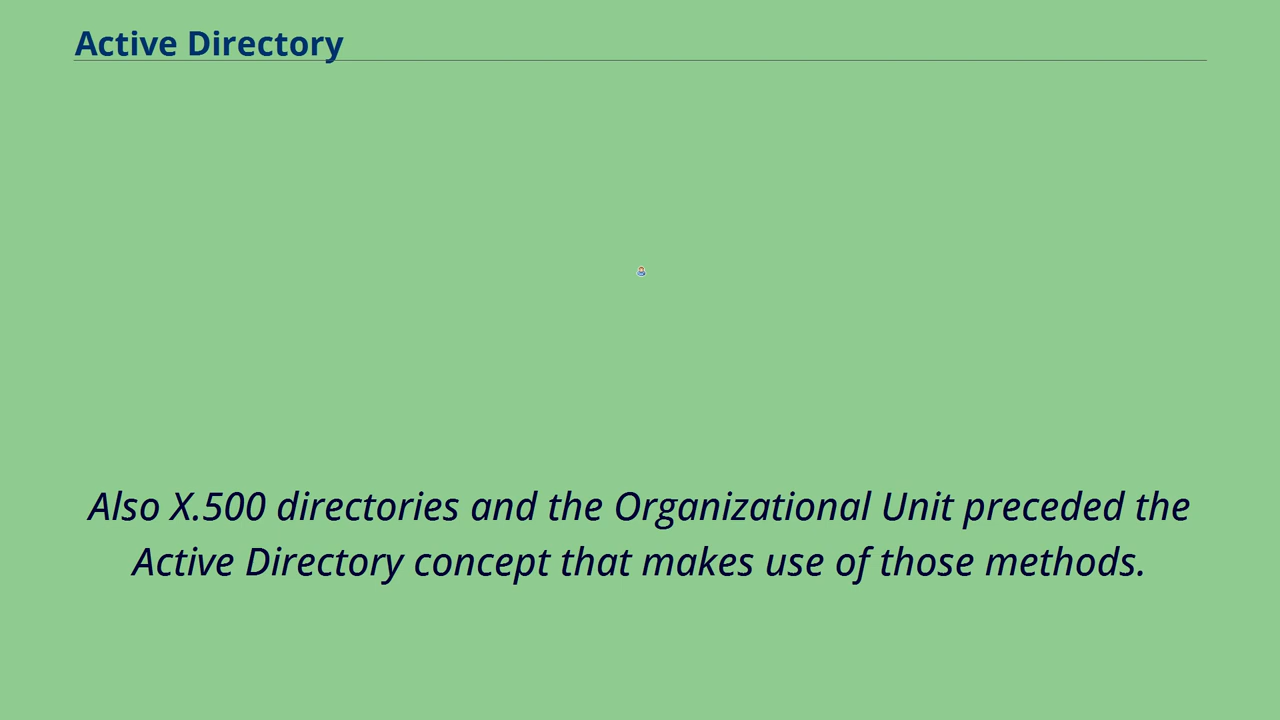 Active Directory
Also X.500 directories and the Organizational Unit preceded the
Active Directory concept that makes use of those methods.